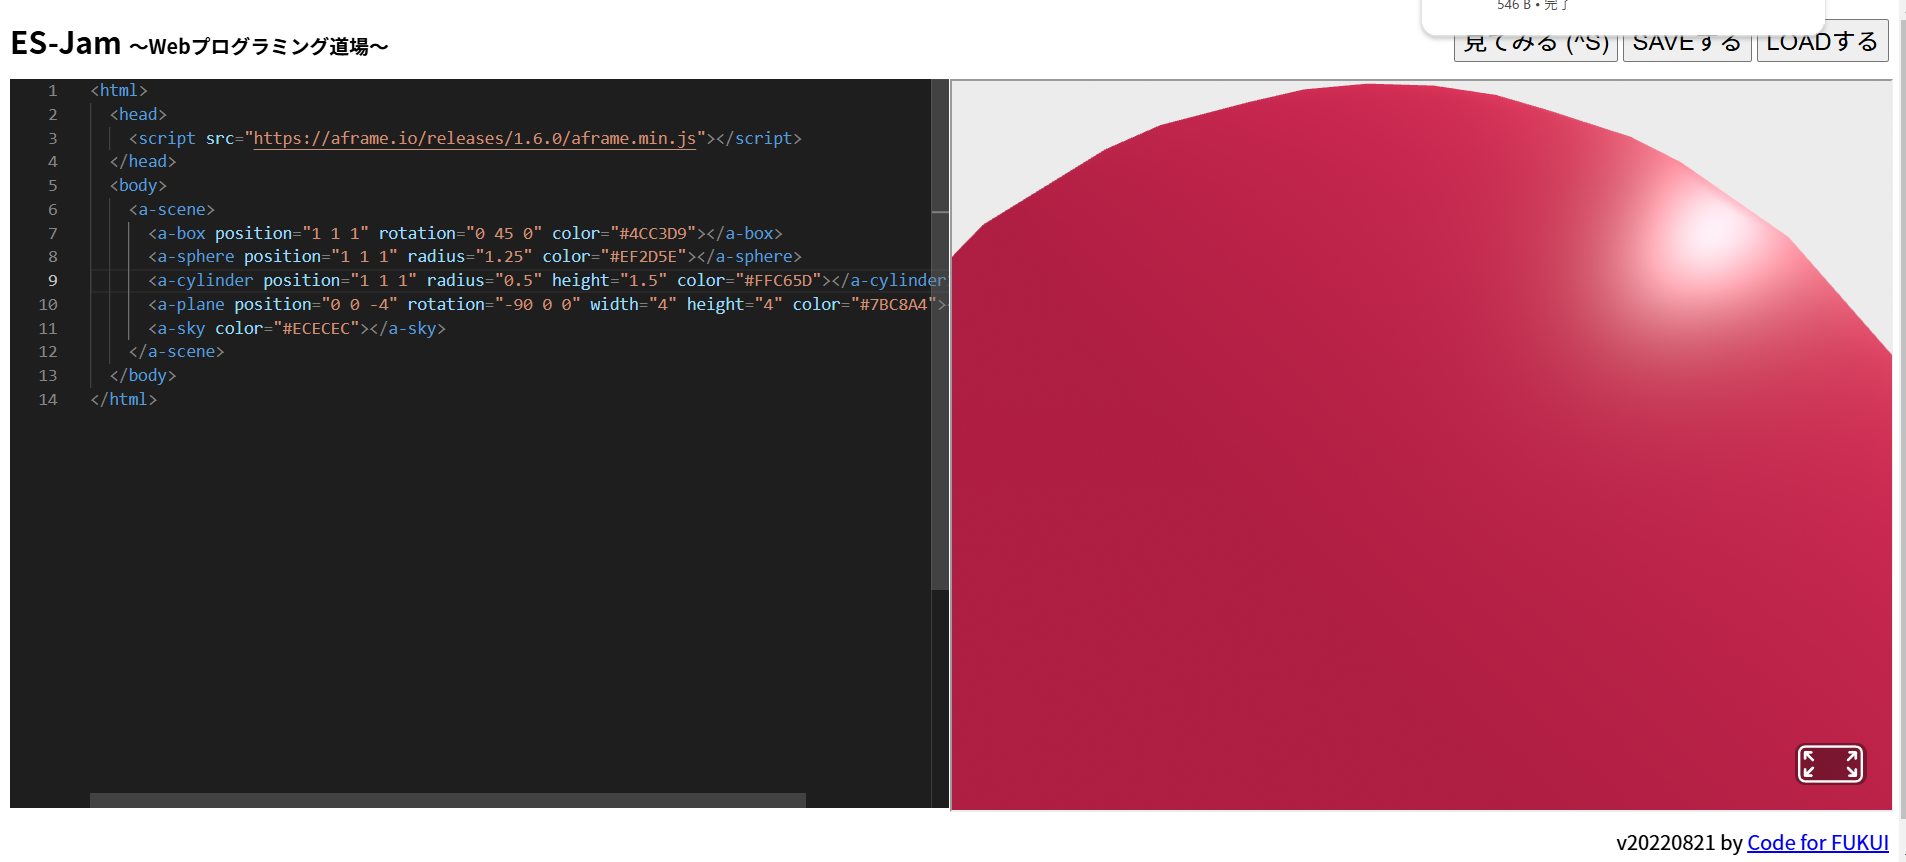 546 B • 完了
ES-Jam ～Webプログラミング道場～
見てみる (^S) SAVEする LOADする
1 <html>
2 <head>
3 <script src="https://aframe.io/releases/1.6.0/aframe.min.js"></script>
4 </head>
5 <body>
6 <a-scene>
7 <a-box position="1 1 1" rotation="0 45 0" color="#4CC3D9"></a-box>
8 <a-sphere position="1 1 1" radius="1.25" color="#EF2D5E"></a-sphere>
9 <a-cylinder position="1 1 1" radius="0.5" height="1.5" color="#FFC65D"></a-cylinder
10 <a-plane position="0 0 -4" rotation="-90 0 0" width="4" height="4" color="#7BC8A4">
11 <a-sky color="#ECECEC"></a-sky>
12 </a-scene>
13 </body>
14 </html>
v20220821 by Code for FUKUI